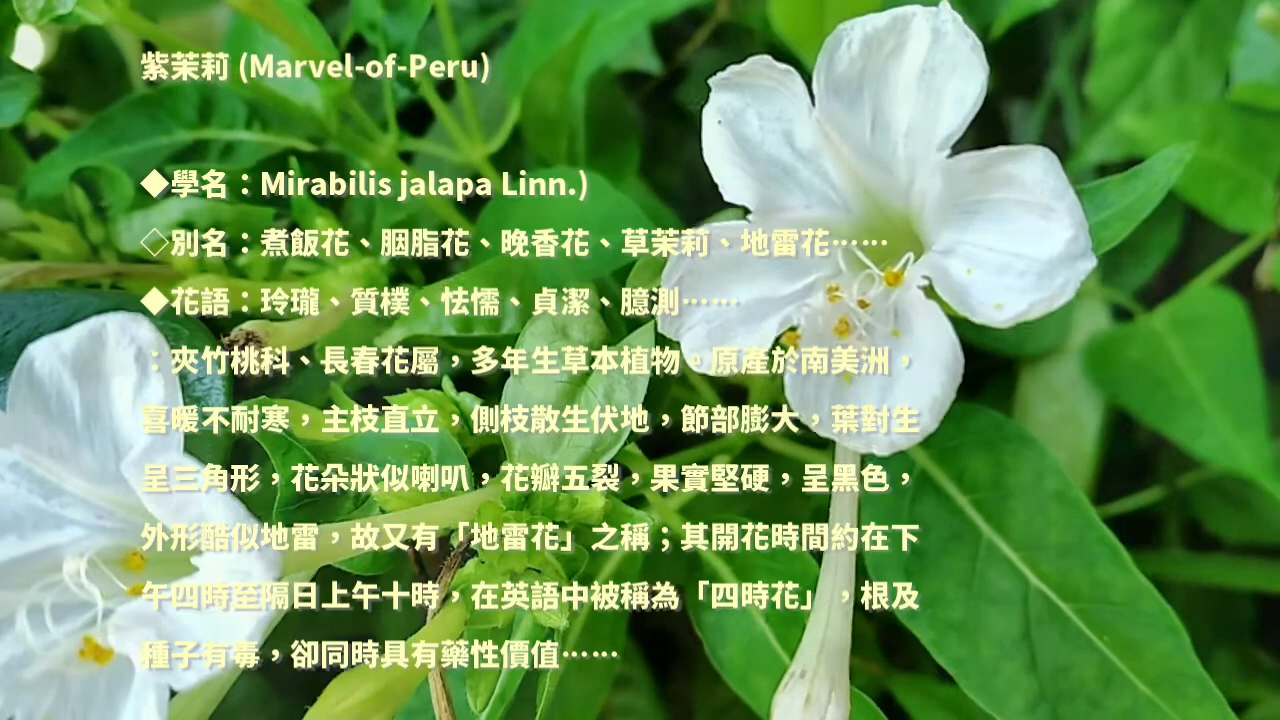 紫茉莉 (Marvel-of-Peru)
◆學名：Mirabilis jalapa Linn.)
◇別名：煮飯花、胭脂花、晚香花、草茉莉、地雷花⋯⋯
◆花語：玲瓏、質樸、怯懦、貞潔、臆測⋯⋯
：夾竹桃科、長春花屬，多年生草本植物。原產於南美洲，
喜暖不耐寒，主枝直立，側枝散生伏地，節部膨大，葉對生
呈三角形，花朵狀似喇叭，花瓣五裂，果實堅硬，呈黑色，
外形酷似地雷，故又有「地雷花」之稱；其開花時間約在下
午四時至隔日上午十時，在英語中被稱為「四時花」，根及
種子有毒，卻同時具有藥性價值⋯⋯